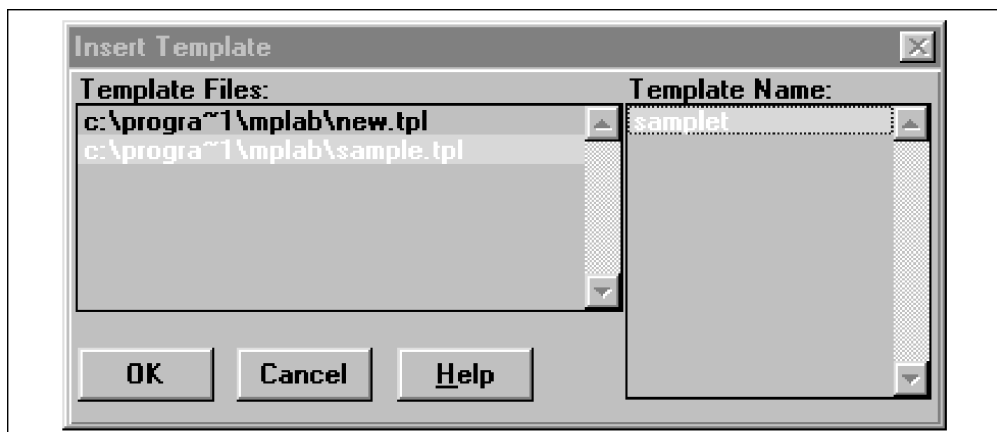 Insert Template
Template Files:
c:\progra~1\mplab\new.tpl
c:\progra~1\mplab\sample.tpl
Template Name:
samplet
OK
Cancel
Help